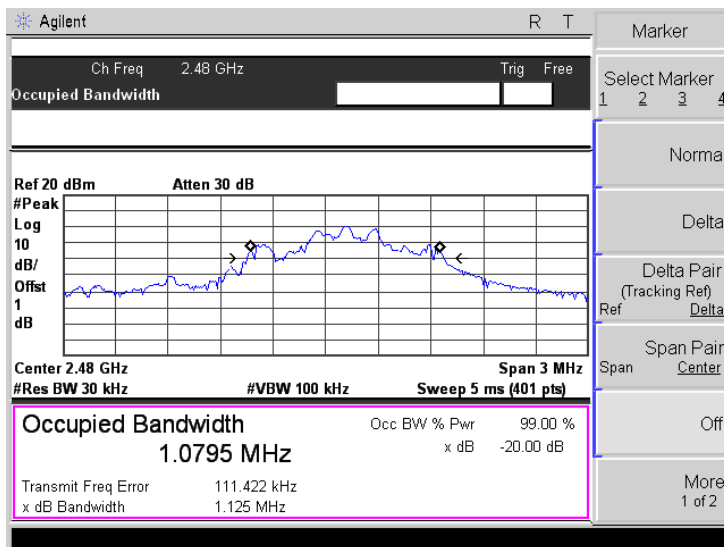 Agilent R T
Ch Freq 2.48 GHz Trig Free
Occupied Bandwidth
Ref 20 dBm Atten 30 dB
#Peak
Log
10
dB/
Offst
1
dB
Center 2.48 GHz Span 3 MHz
#Res BW 30 kHz #VBW 100 kHz Sweep 5 ms (401 pts)
Occupied Bandwidth Occ BW % Pwr 99.00 %
1.0795 MHz x dB -20.00 dB
Transmit Freq Error 111.422 kHz
x dB Bandwidth 1.125 MHz
Marker
Select Marker
1 2 3 4
Norma
Delta
Delta Pair
(Tracking Ref)
Ref Delta
Span Pair
Span Center
Off
More
1 of 2